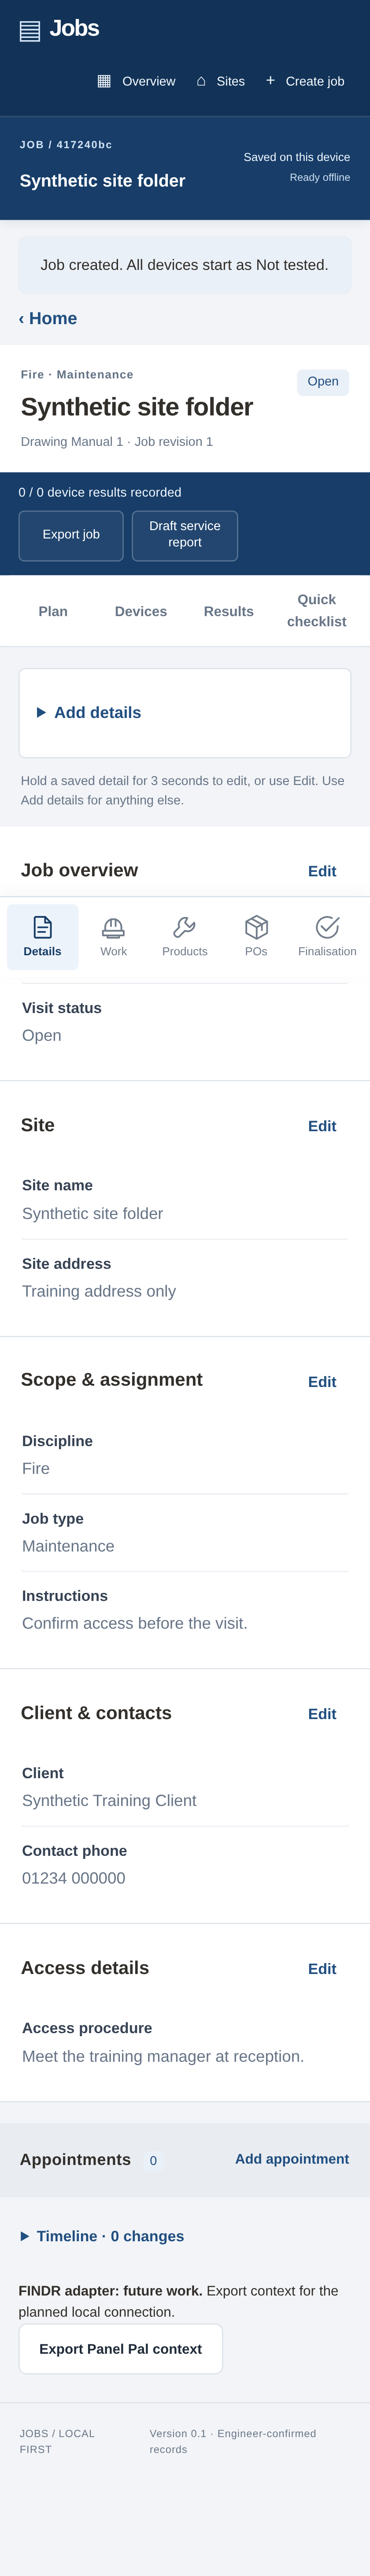 Jobs
Overview Sites + Create job
JOB / 417240bc
Synthetic site folder
Saved on this device
Ready offline
Job created. All devices start as Not tested.
‹ Home
Fire · Maintenance
Open
Synthetic site folder
Drawing Manual 1 · Job revision 1
0 / 0 device results recorded
Export job
Draft service
report
Plan Devices Results Quick
checklist
Add details
Hold a saved detail for 3 seconds to edit, or use Edit. Use
Add details for anything else.
Job overview Edit
Details Work Products POs Finalisation
Visit status
Open
Site Edit
Site name
Synthetic site folder
Site address
Training address only
Scope & assignment Edit
Discipline
Fire
Job type
Maintenance
Instructions
Confirm access before the visit.
Client & contacts Edit
Client
Synthetic Training Client
Contact phone
01234 000000
Access details Edit
Access procedure
Meet the training manager at reception.
Appointments 0 Add appointment
Timeline · 0 changes
FINDR adapter: future work. Export context for the
planned local connection.
Export Panel Pal context
JOBS / LOCAL
FIRST
Version 0.1 · Engineer-confirmed
records